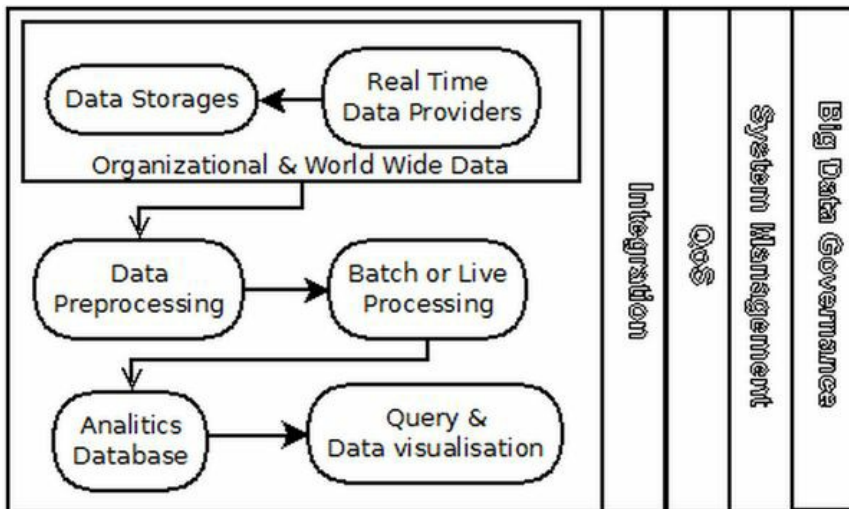 Data Storages
Real Time
Data Providers
Organizational & World Wide Data
Data
Preprocessing
Batch or Live
Processing
Analitics
Database
Query &
Data visualisation
Integration
QoS
System Management
Big Data Governance